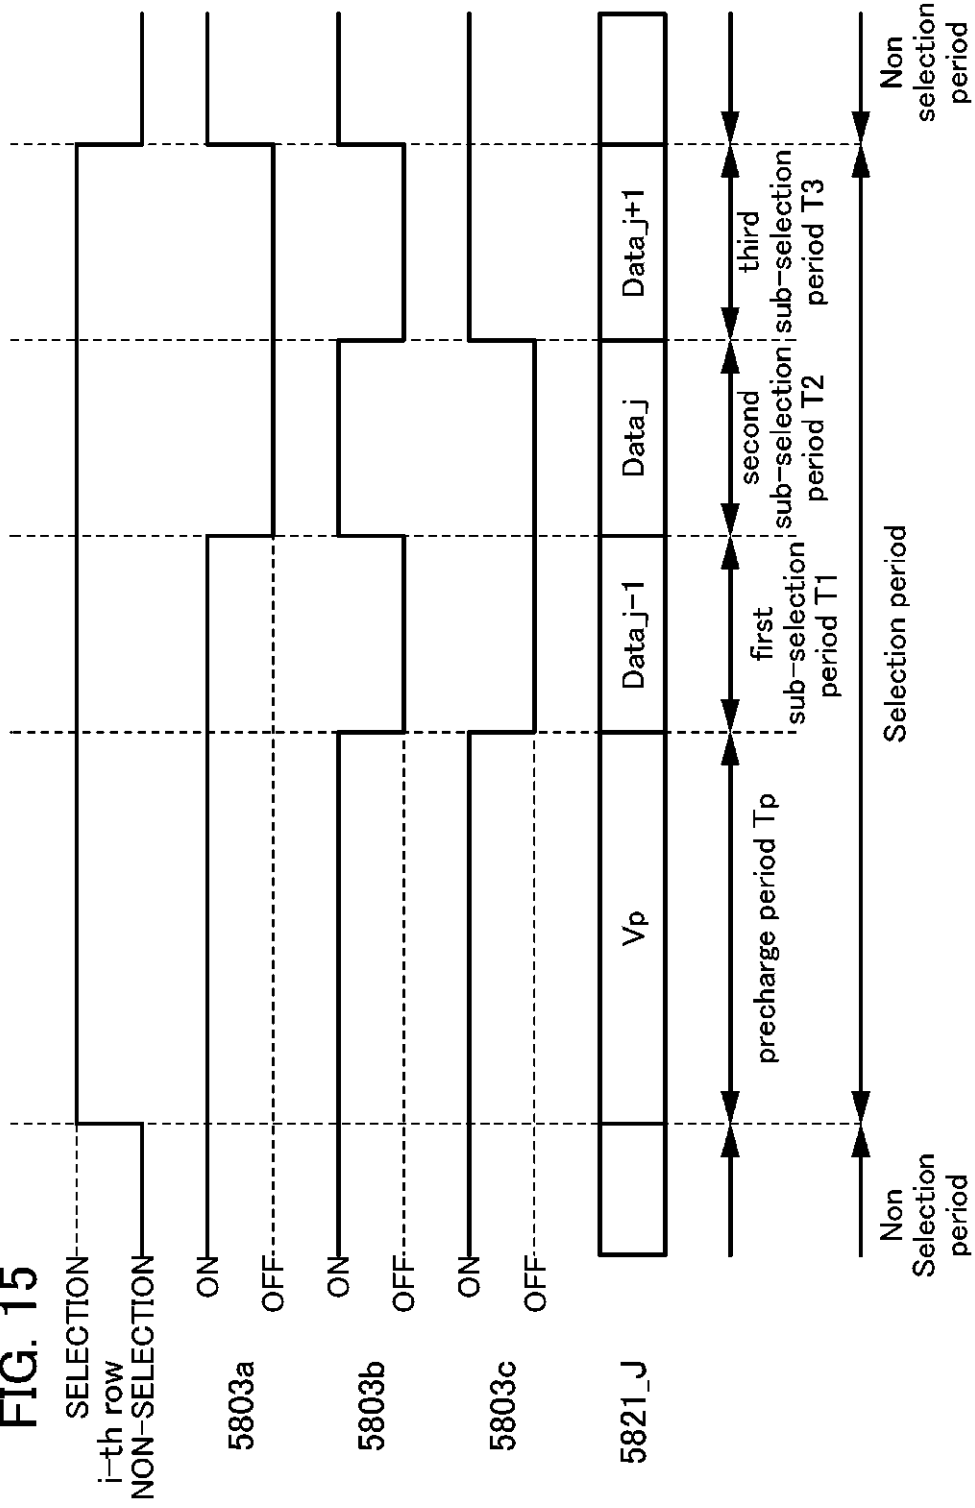 FIG. 15
SELECTION
i-th row
NON-SELECTION
5803a
ON
OFF
5803b
ON
OFF
5803c
ON
OFF
5821_J
Vp
Data_j-1
Data_j
Data_j+1
precharge period Tp
first
sub-selection
period T1
second
sub-selection
period T2
third
sub-selection
period T3
Non
Selection
period
Selection period
Non
selection
period